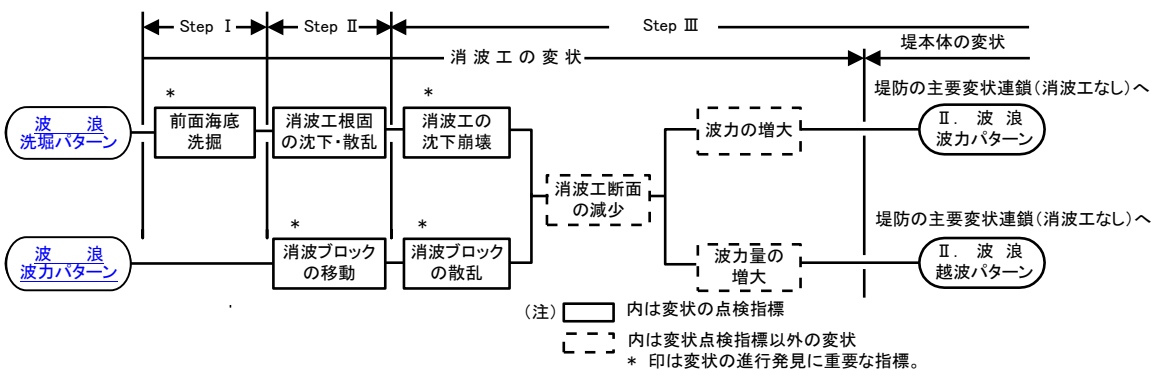 Step Ⅰ
Step Ⅱ
Step Ⅲ
消 波 工 の 変 状
堤本体の変状
堤防の主要変状連鎖(消波工なし)へ
*
*
波　浪
洗堀パターン
前面海底
洗掘
消波工根固
の沈下・散乱
消波工の
沈下崩壊
波力の増大
Ⅱ. 波 浪
波力パターン
消波工断面
の減少
堤防の主要変状連鎖(消波工なし)へ
*
*
波　浪
波力パターン
消波ブロック
の移動
消波ブロック
の散乱
波力量の
増大
Ⅱ. 波 浪
越波パターン
(注)
内は変状の点検指標
内は変状点検指標以外の変状
* 印は変状の進行発見に重要な指標。